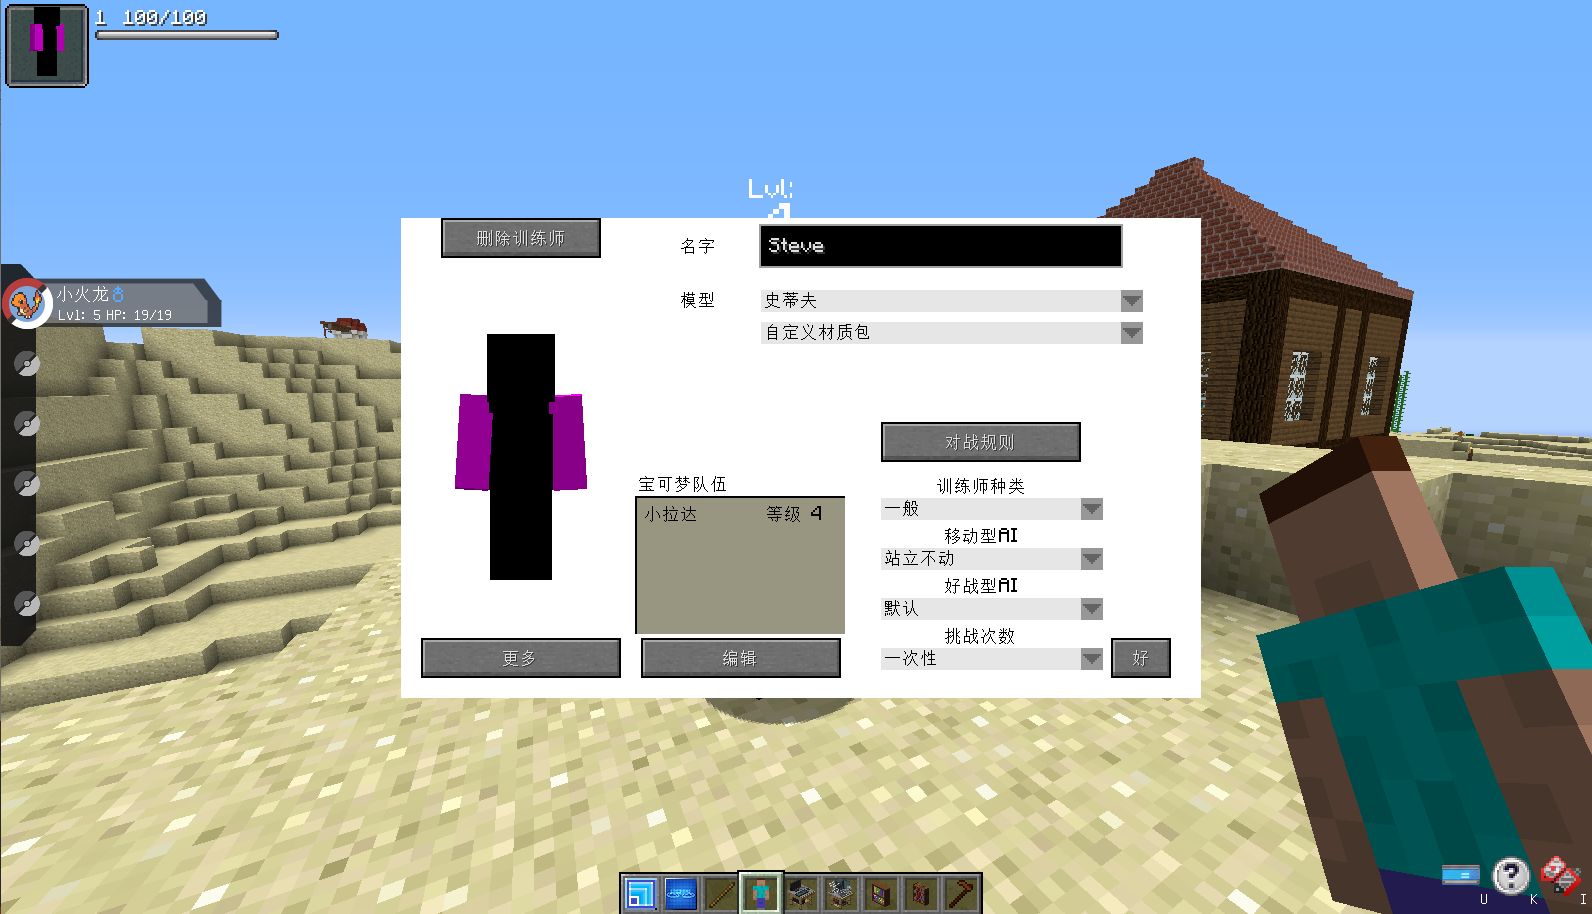 1 100/100
Lvl:
4
删除训练师
名字
Steve
小火龙
Lvl: 5 HP: 19/19
模型
史蒂夫
自定义材质包
对战规则
宝可梦队伍
小拉达 等级 4
训练师种类
一般
移动型AI
站立不动
好战型AI
默认
挑战次数
一次性
更多
编辑
好
?
U K I